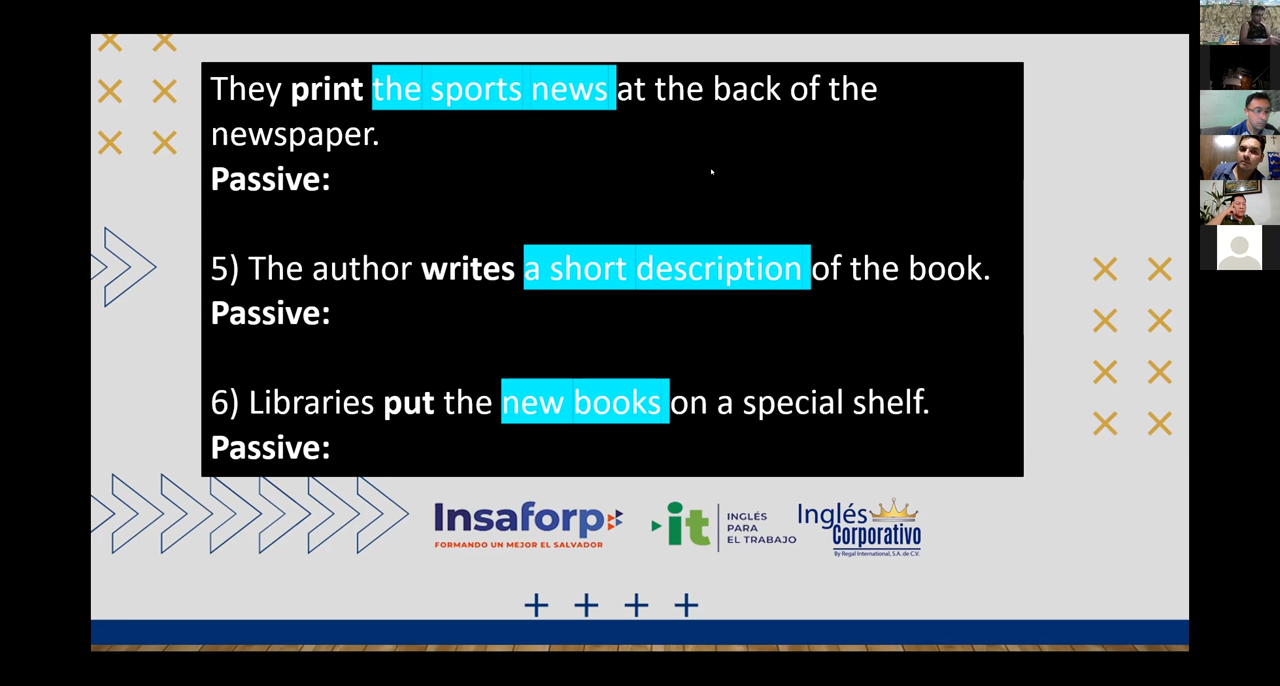 They print the sports news at the back of the
newspaper.
Passive:
5) The author writes a short description of the book.
Passive:
6) Libraries put the new books on a special shelf.
Passive:
Insaforp
FORMANDO UN MEJOR EL SALVADOR
it
INGLÉS
PARA
EL TRABAJO
Inglés
Corporativo
By Regal International, S.A. de C.V.